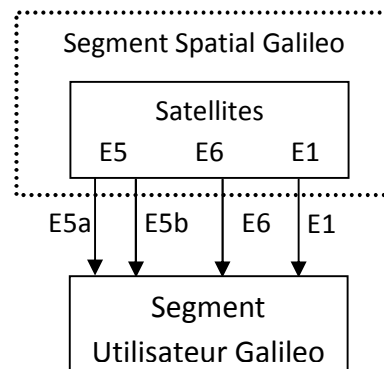 Segment Spatial Galileo
Satellites
E5 E6 E1
E5a E5b E6 E1
Segment
Utilisateur Galileo